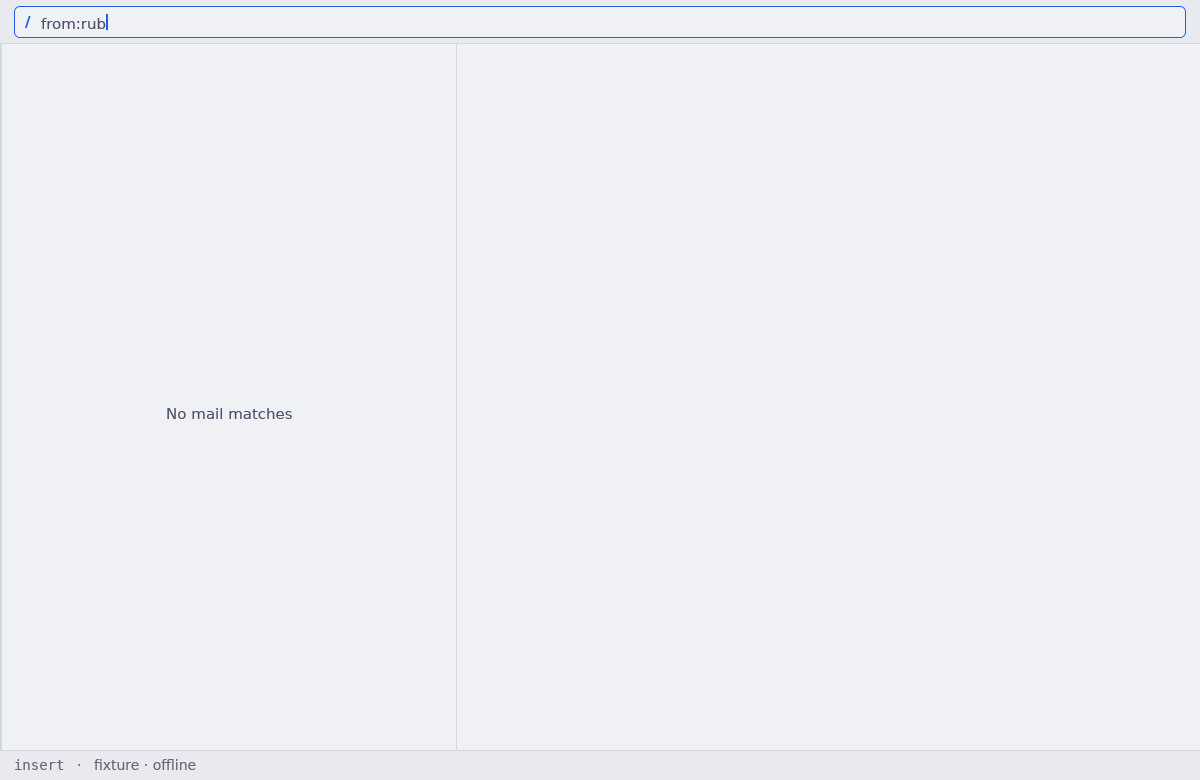 / from:rub
No mail matches
insert · fixture · offline